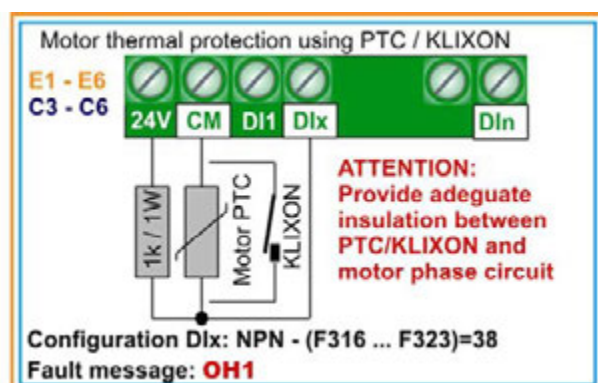 Motor thermal protection using PTC / KLIXON
E1 - E6
C3 - C6
24V CM DI1 DIx DIn
1k / 1W
Motor PTC
KLIXON
ATTENTION:
Provide adeguate
insulation between
PTC/KLIXON and
motor phase circuit
Configuration DIx: NPN - (F316 ... F323)=38
Fault message: OH1